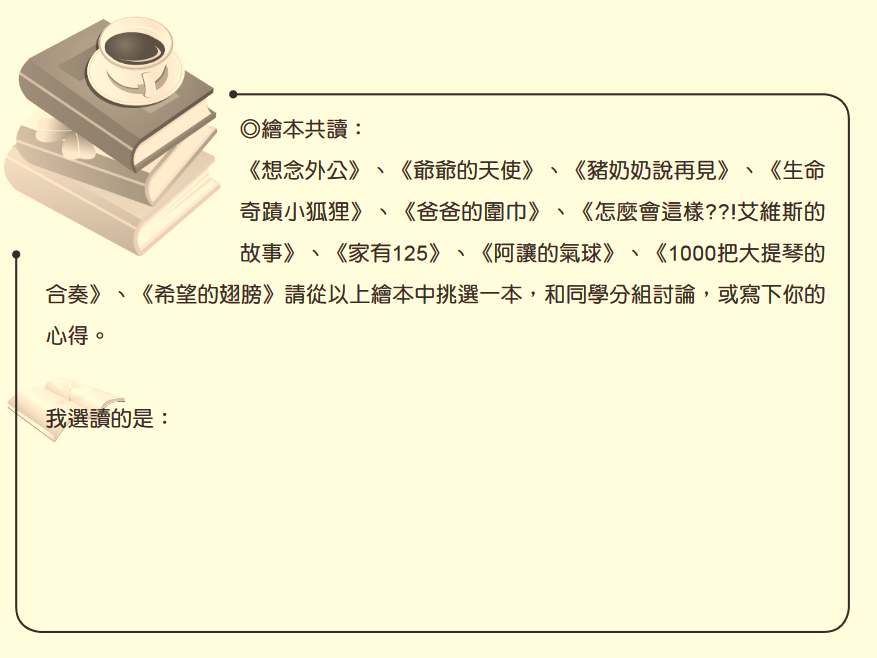 ◎繪本共讀：
《想念外公》、《爺爺的天使》、《豬奶奶說再見》、《生命
奇蹟小狐狸》、《爸爸的圍巾》、《怎麼會這樣??!艾維斯的
故事》、《家有125》、《阿讓的氣球》、《1000把大提琴的
合奏》、《希望的翅膀》請從以上繪本中挑選一本，和同學分組討論，或寫下你的
心得。
我選讀的是：